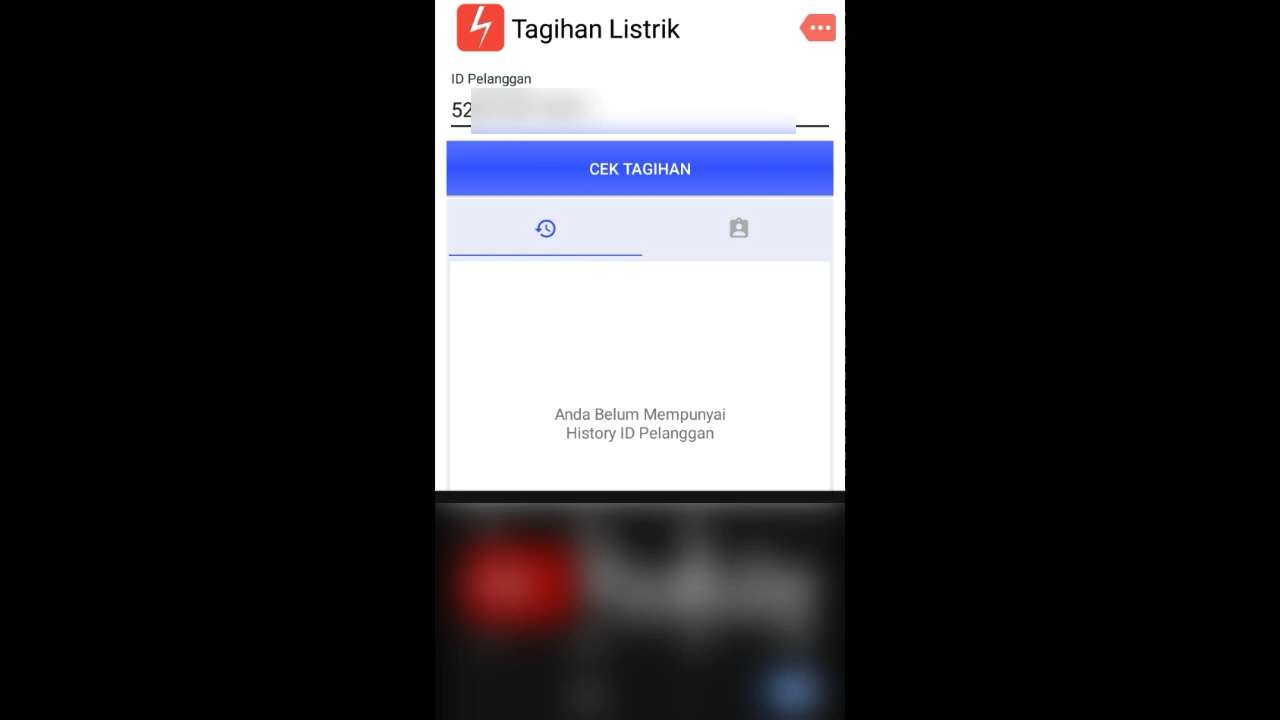 Tagihan Listrik
ID Pelanggan
52
CEK TAGIHAN
Anda Belum Mempunyai
History ID Pelanggan